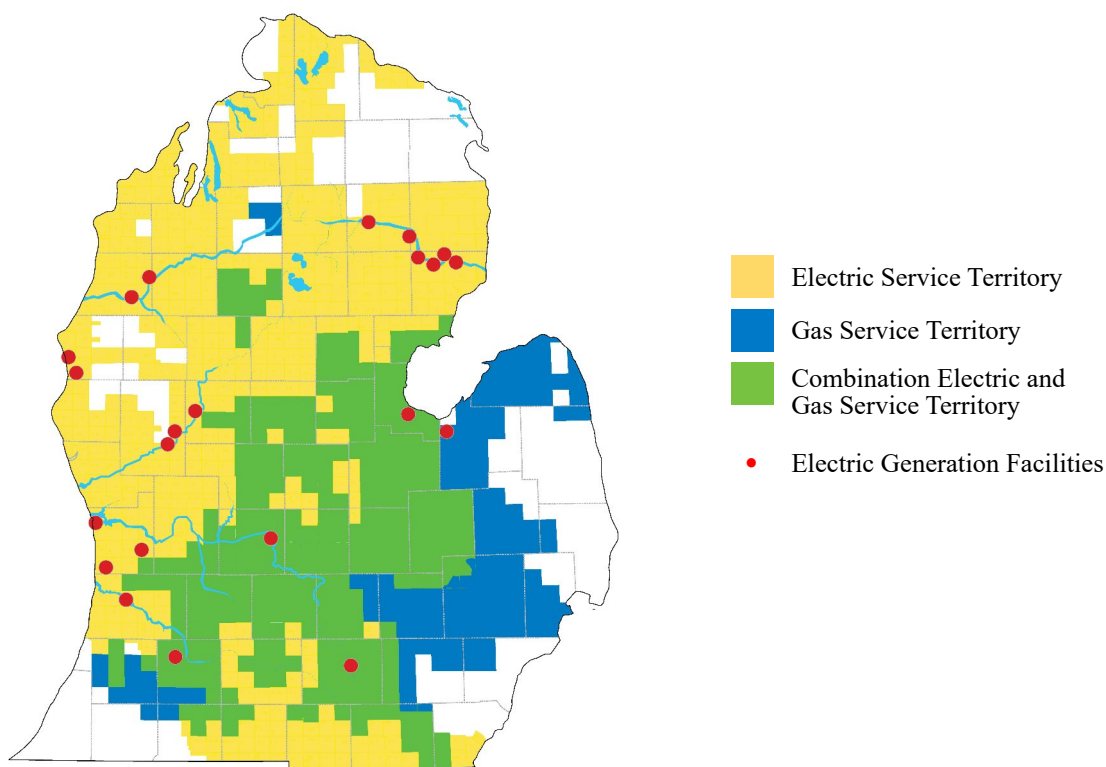 Electric Service Territory
Gas Service Territory
Combination Electric and
Gas Service Territory
Electric Generation Facilities